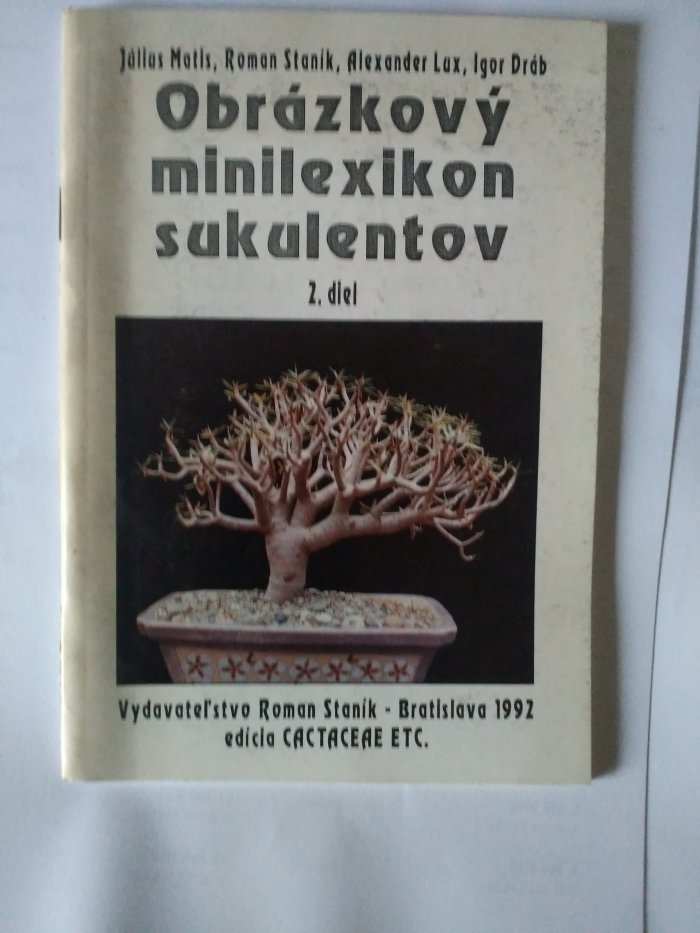 Július Matis, Roman Staník, Alexander Lux, Igor Dráb
Obrázkový
minilexikon
sukulentov
2. diel
Vydavateľstvo Roman Staník - Bratislava 1992
edícia CACTACEAE ETC.